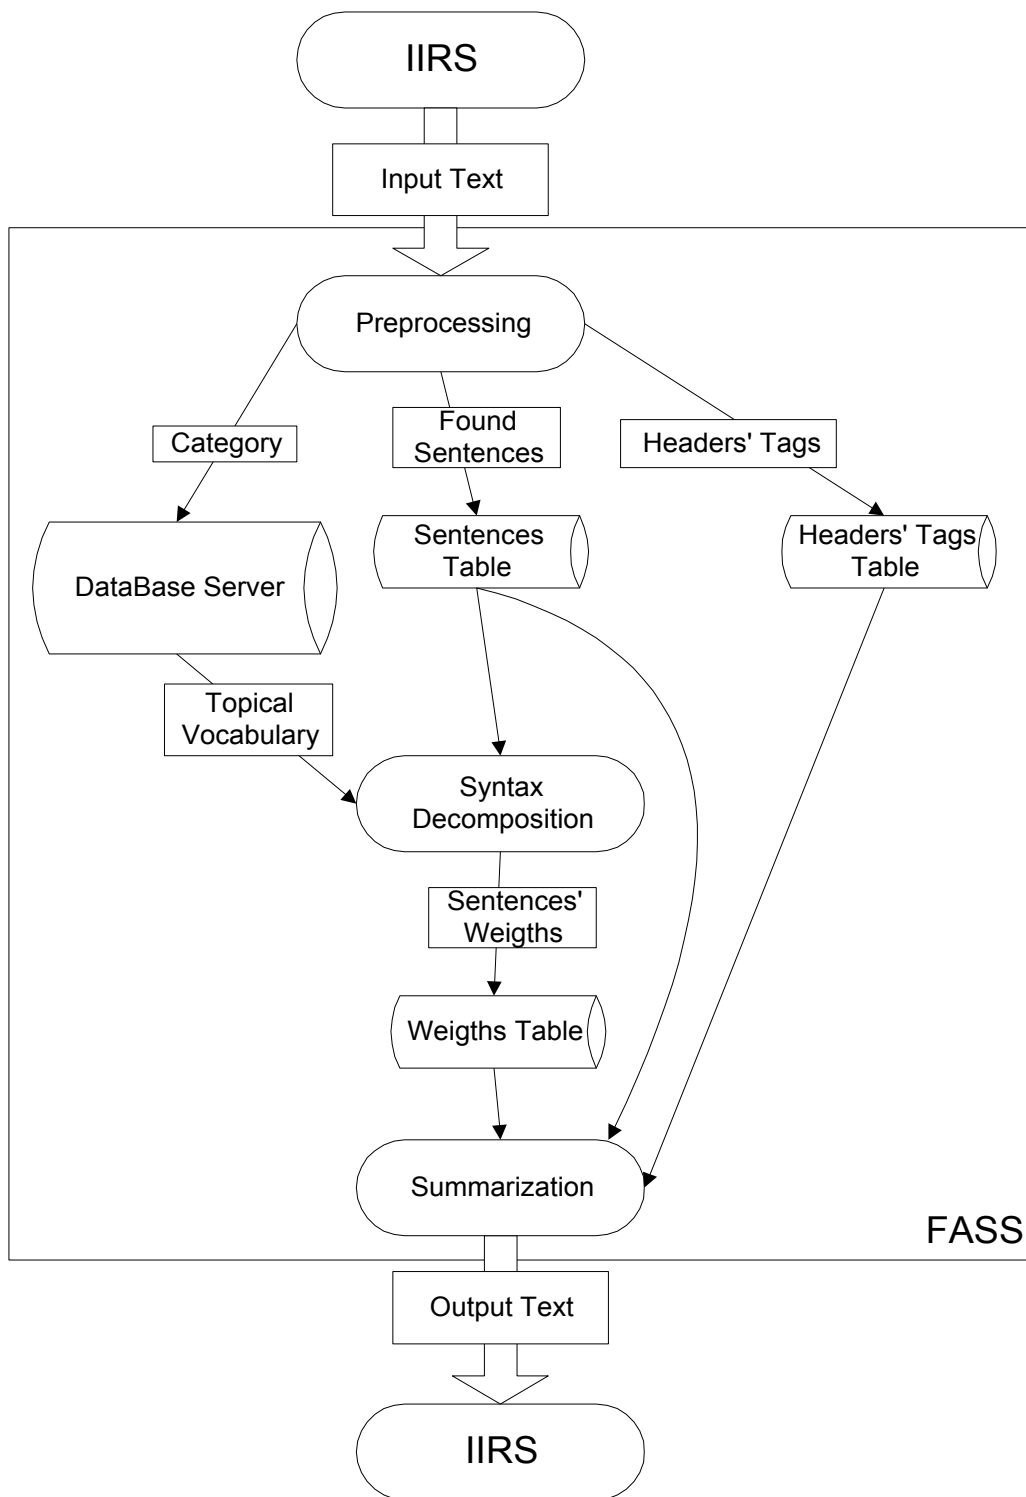 IIRS
Input Text
Preprocessing
Category
Found
Sentences
Headers' Tags
DataBase Server
Sentences
Table
Headers' Tags
Table
Topical
Vocabulary
Syntax
Decomposition
Sentences'
Weigths
Weigths Table
Summarization
FASS
Output Text
IIRS